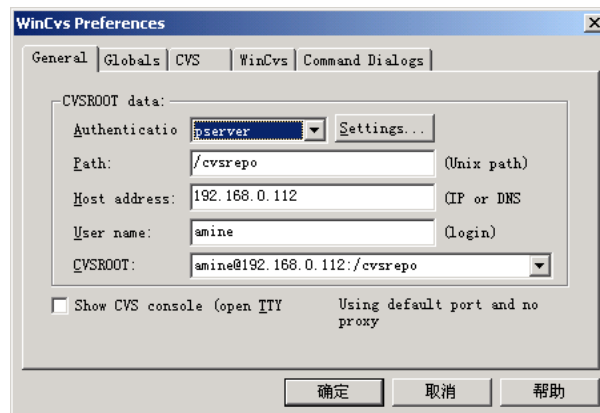 WinCvs Preferences
General Globals CVS WinCvs Command Dialogs
CVSROOT data:
Authenticatio pserver Settings...
Path: /cvsrepo (Unix path)
Host address: 192.168.0.112 (IP or DNS
User name: amine (login)
CVSROOT: amine@192.168.0.112:/cvsrepo
Show CVS console (open TTY Using default port and no
proxy
确定 取消 帮助